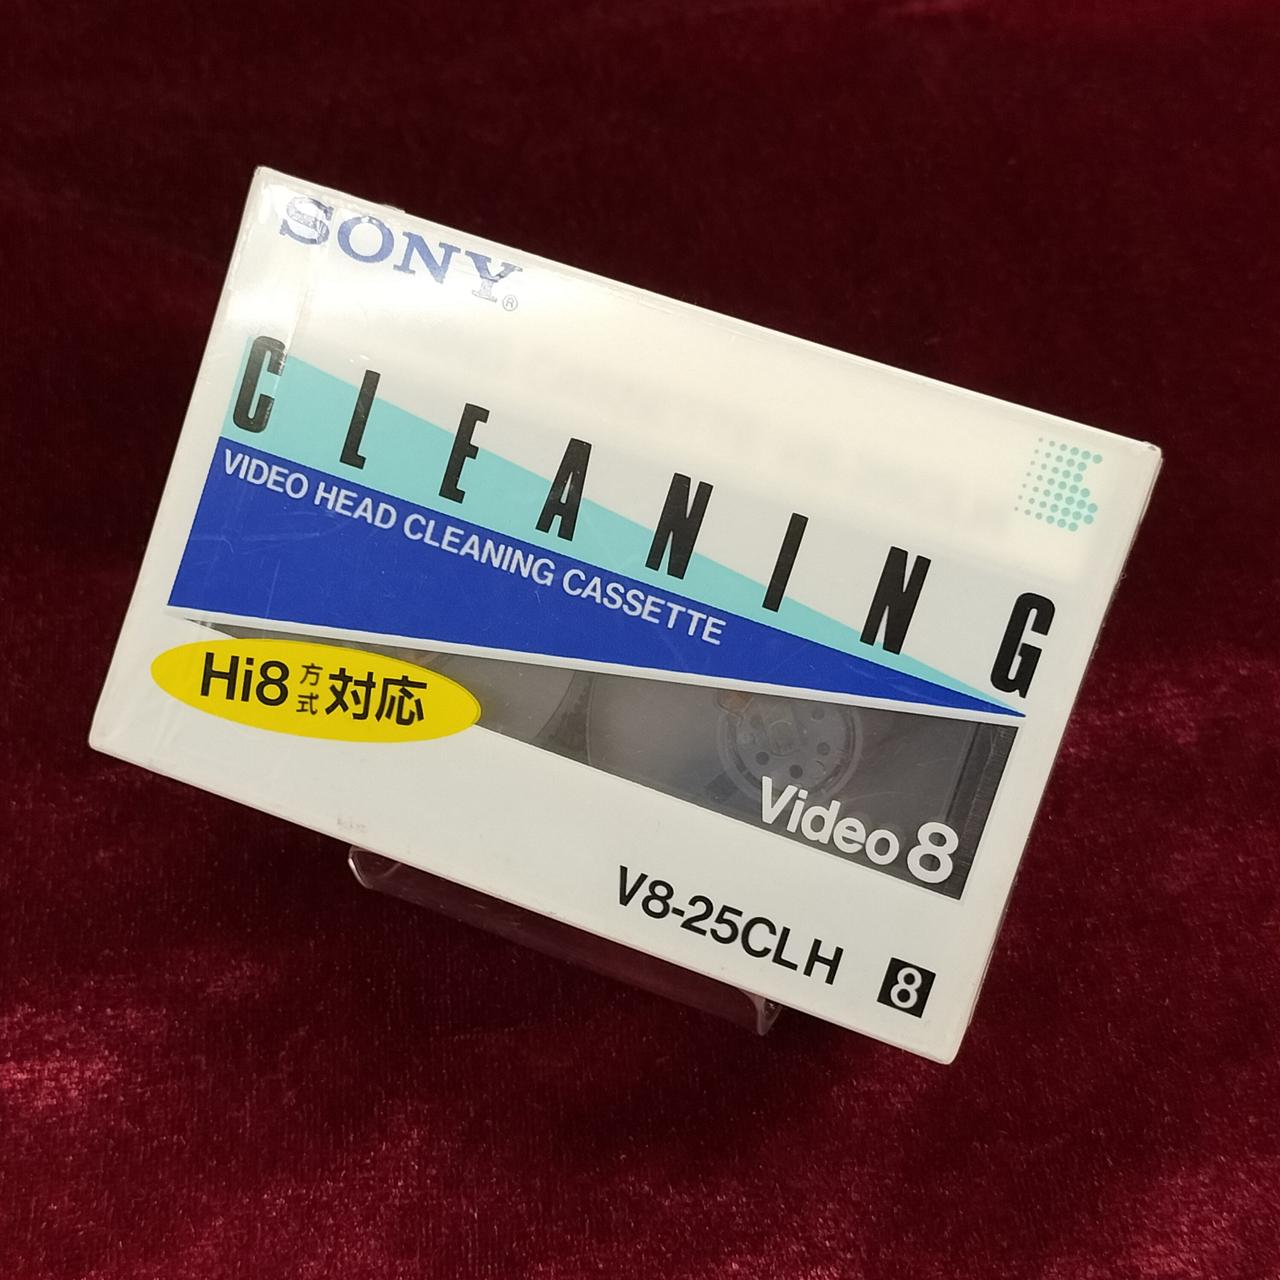 SONY®
CLEANING
VIDEO HEAD CLEANING CASSETTE
Hi8方式対応
Video 8
V8-25CLH 8